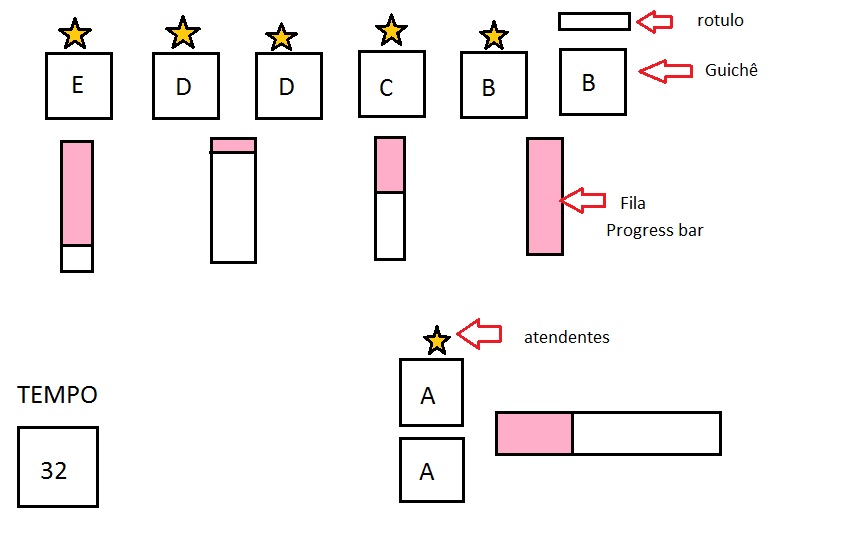 rotulo
E
D
D
C
B
B
Guichê
Fila
Progress bar
atendentes
A
TEMPO
A
32